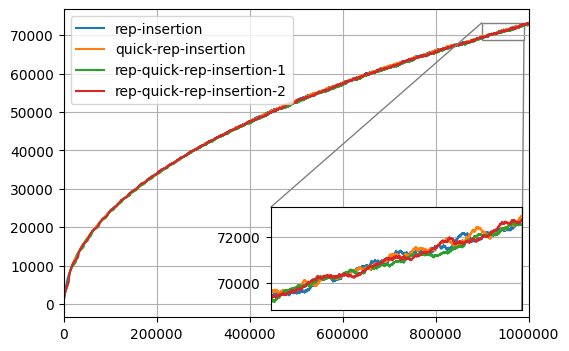 70000
60000
50000
40000
30000
20000
10000
0
rep-insertion
quick-rep-insertion
rep-quick-rep-insertion-1
rep-quick-rep-insertion-2
72000
70000
0 200000 400000 600000 800000 1000000